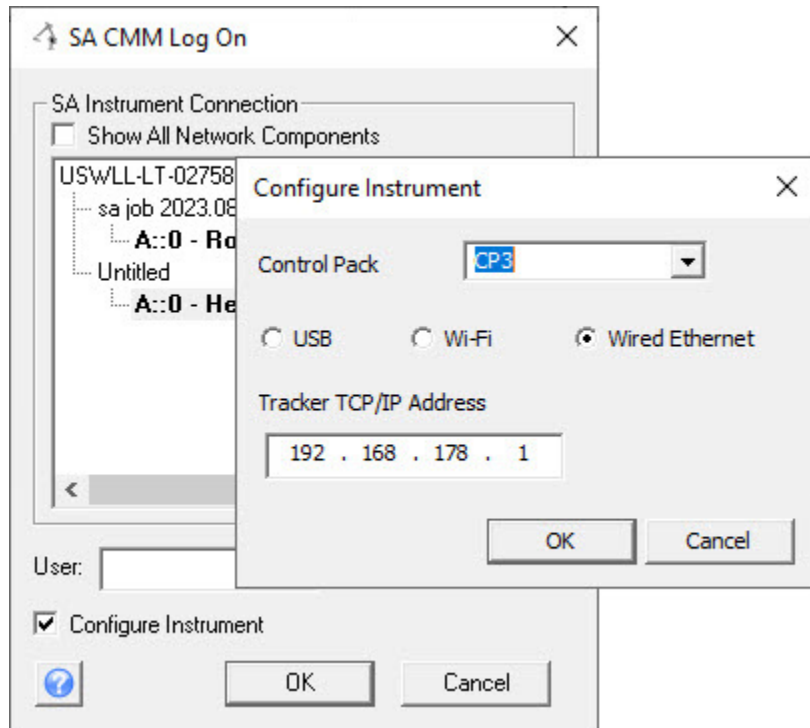 SA CMM Log On
SA Instrument Connection
Show All Network Components
USWLL-LT-02758
sa job 2023.08
A::0 - Ro
Untitled
A::0 - He
User:
Configure Instrument
OK
Cancel
Configure Instrument
Control Pack
CP3
USB
Wi-Fi
Wired Ethernet
Tracker TCP/IP Address
192 . 168 . 178 . 1
OK
Cancel